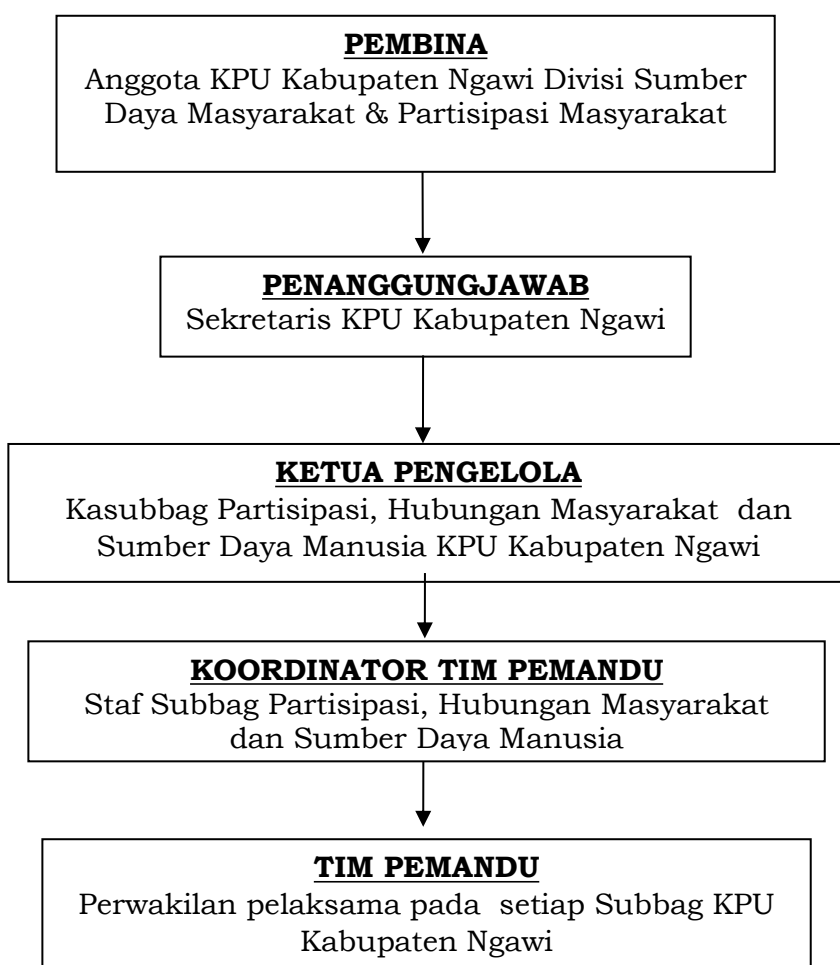 PEMBINA
Anggota KPU Kabupaten Ngawi Divisi Sumber
Daya Masyarakat & Partisipasi Masyarakat
PENANGGUNGJAWAB
Sekretaris KPU Kabupaten Ngawi
KETUA PENGELOLA
Kasubbag Partisipasi, Hubungan Masyarakat dan
Sumber Daya Manusia KPU Kabupaten Ngawi
KOORDINATOR TIM PEMANDU
Staf Subbag Partisipasi, Hubungan Masyarakat
dan Sumber Daya Manusia
TIM PEMANDU
Perwakilan pelaksama pada setiap Subbag KPU
Kabupaten Ngawi